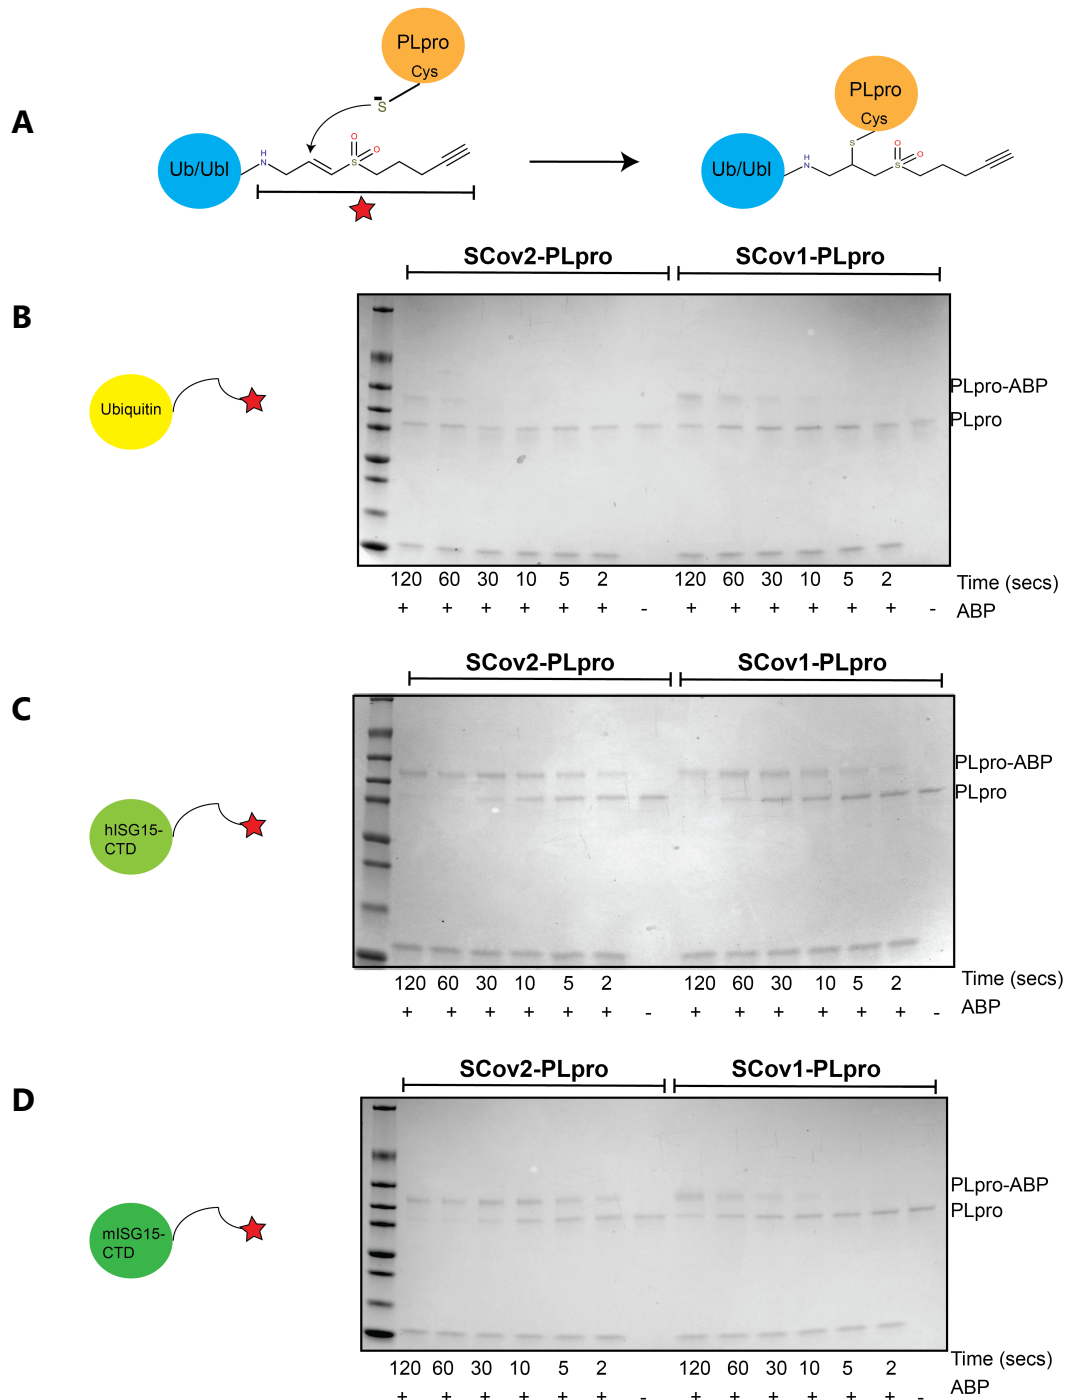 A
PLpro
Cys
S
Ub/Ubl
H
N
O
O
S
PLpro
Cys
S
Ub/Ubl
H
N
O
O
S
B
SCov2-PLpro SCov1-PLpro
Ubiquitin
PLpro-ABP
PLpro
120 60 30 10 5 2 120 60 30 10 5 2 Time (secs)
+ + + + + + - + + + + + + - ABP
C
SCov2-PLpro SCov1-PLpro
hISG15-
CTD
PLpro-ABP
PLpro
120 60 30 10 5 2 120 60 30 10 5 2 Time (secs)
+ + + + + + - + + + + + + - ABP
D
SCov2-PLpro SCov1-PLpro
mISG15-
CTD
PLpro-ABP
PLpro
120 60 30 10 5 2 120 60 30 10 5 2 Time (secs)
+ + + + + + - + + + + + + - ABP